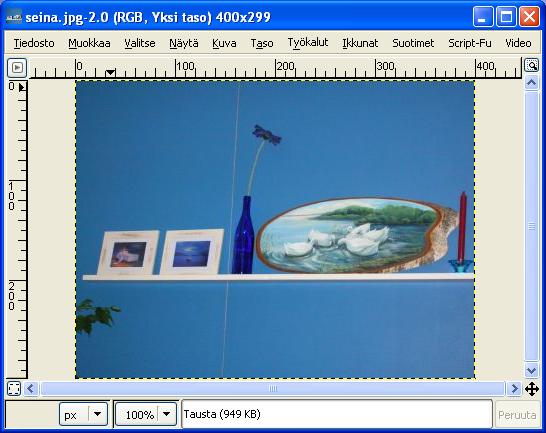 seina.jpg-2.0 (RGB, Yksi taso) 400x299
Tiedosto Muokkaa Valitse Näytä Kuva Taso Työkalut Ikkunat Suotimet Script-Fu Video
0 100 200 300 400
0
100
200
px 100% Tausta (949 KB) Peruuta